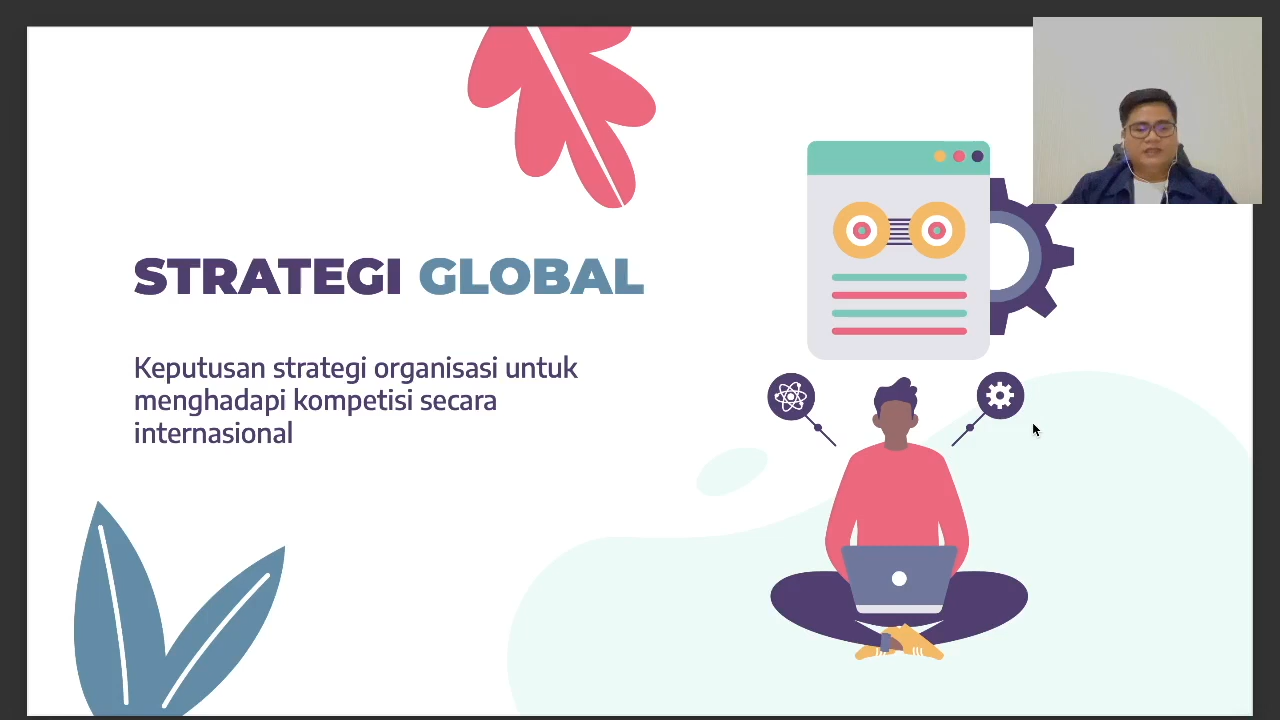 STRATEGI GLOBAL
Keputusan strategi organisasi untuk
menghadapi kompetisi secara
internasional